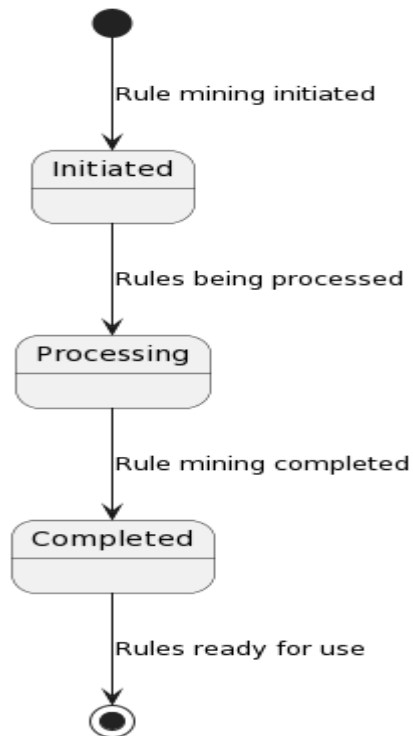 Rule mining initiated
Initiated
Rules being processed
Processing
Rule mining completed
Completed
Rules ready for use